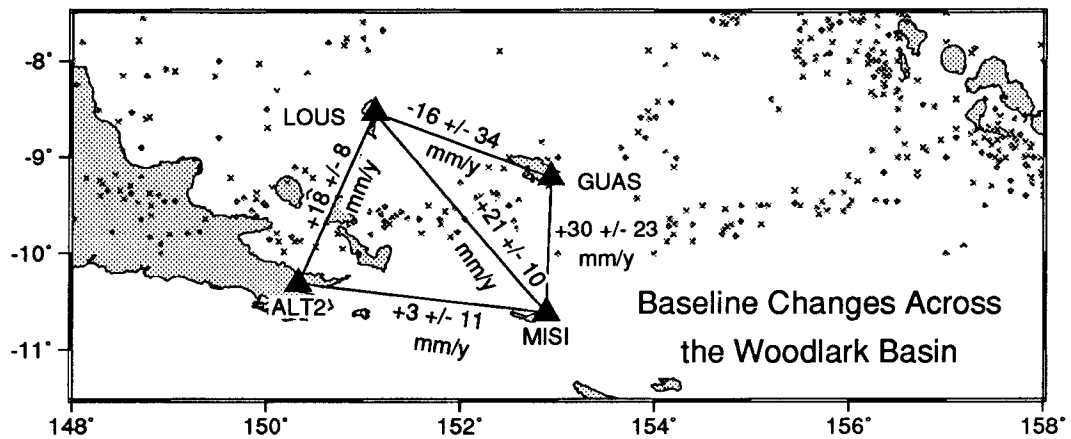 -8°
-9°
-10°
-11°
148°
150°
152°
154°
156°
158°
LOUS
-16 +/- 34
mm/y
GUAS
+18 +/- 8
mm/y
+21 +/- 10
mm/y
+30 +/- 23
mm/y
ALT2
+3 +/- 11
mm/y
MISI
Baseline Changes Across
the Woodlark Basin